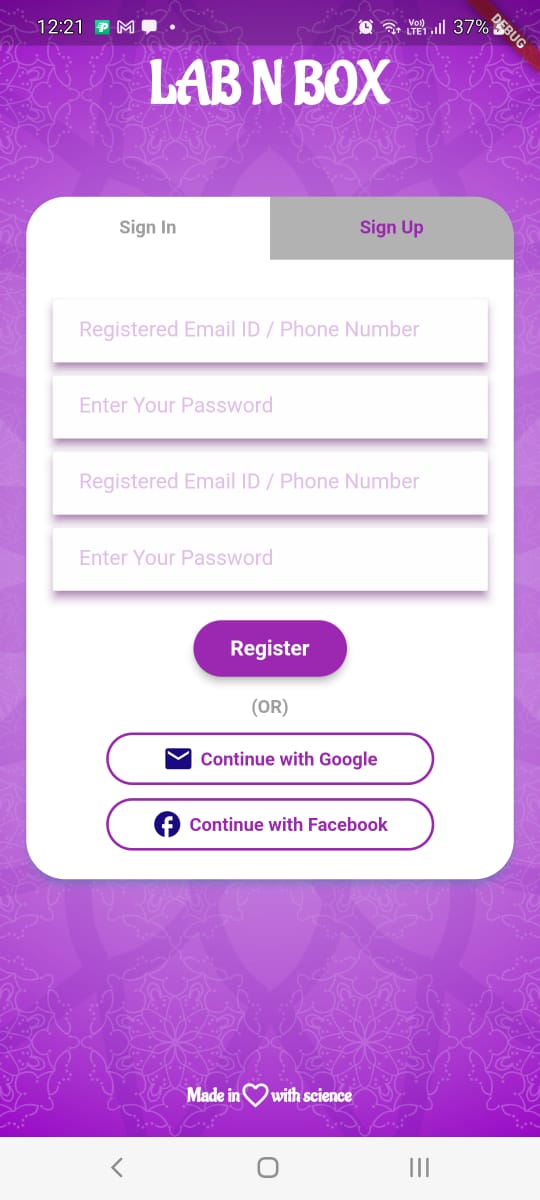 12:21 Vo)) LTE1 37%
DEBUG
LAB N BOX
Sign In Sign Up
Registered Email ID / Phone Number
Enter Your Password
Registered Email ID / Phone Number
Enter Your Password
Register
(OR)
Continue with Google
Continue with Facebook
Made in with science